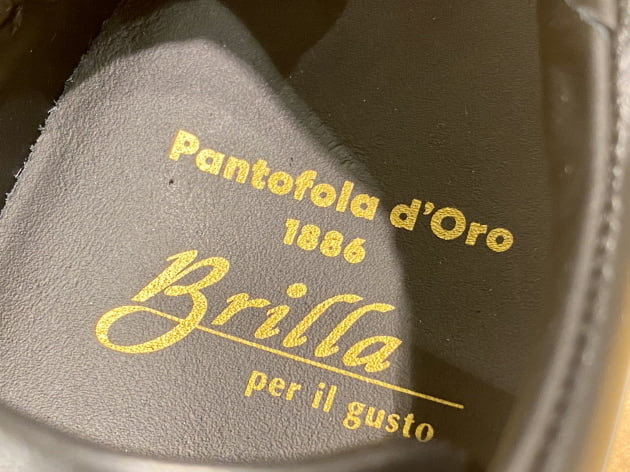 Pantofola d'Oro
1886
Brilla
per il gusto